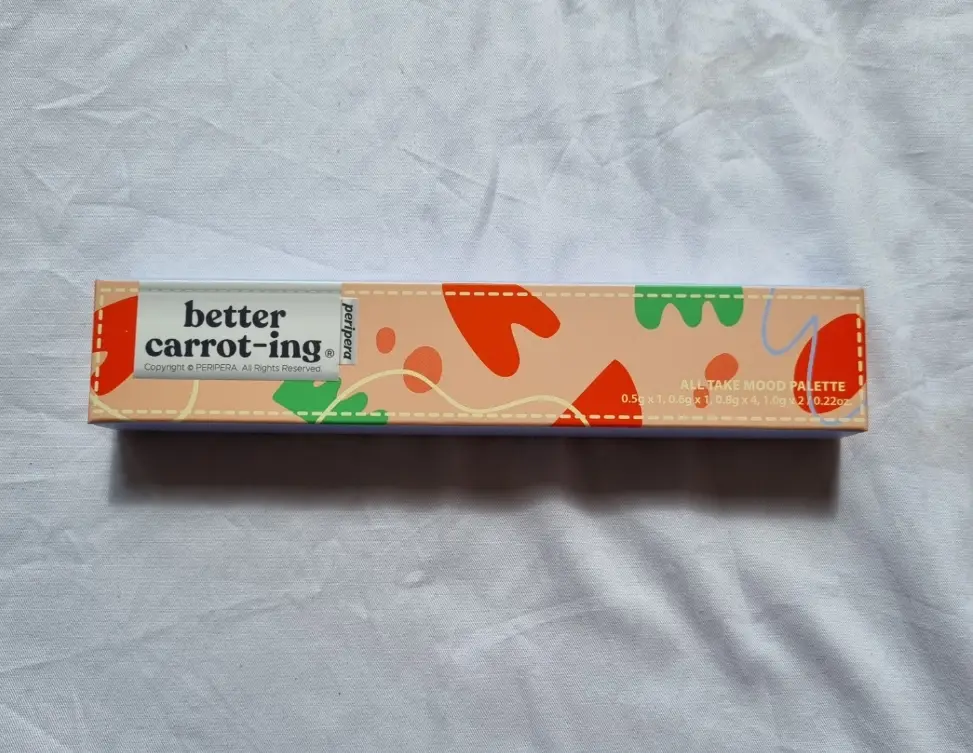 better
carrot-ing®
Copyright © PERIPERA. All Rights Reserved.
peripera
ALL TAKE MOOD PALETTE
0.5g x 1, 0.6g x 1, 0.8g x 4, 1.0g x 2 / 0.22oz.